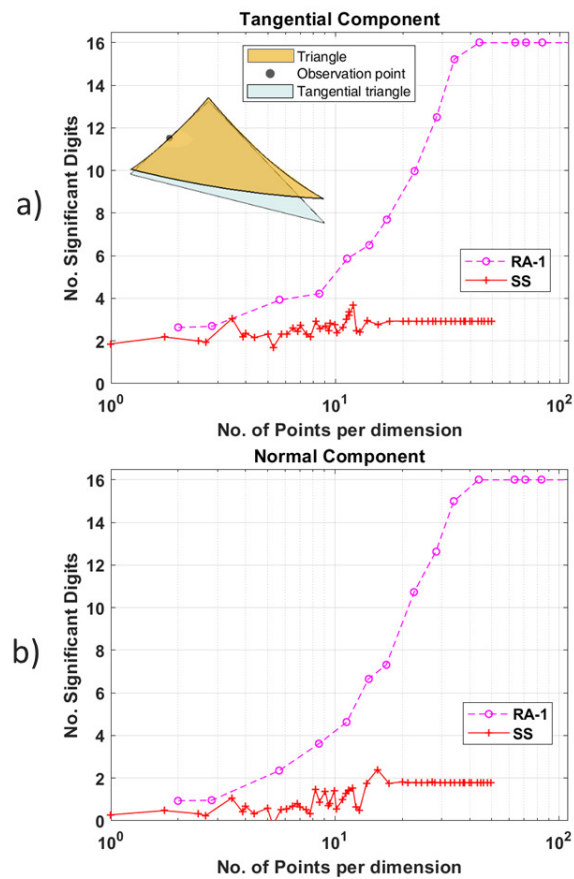 a)
Tangential Component
Triangle
Observation point
Tangential triangle
No. Significant Digits
16
14
12
10
8
6
4
2
0
RA-1
SS
10^0
10^1
10^2
No. of Points per dimension
b)
Normal Component
No. Significant Digits
16
14
12
10
8
6
4
2
0
RA-1
SS
10^0
10^1
10^2
No. of Points per dimension